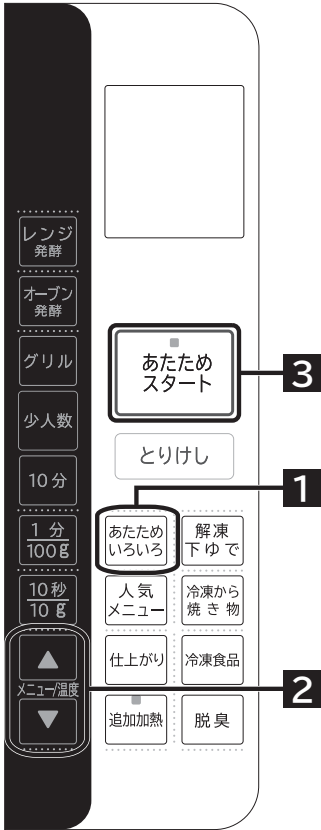 レンジ
発酵
オーブン
発酵
グリル
少人数
10分
1分
100g
10秒
10g
▲
メニュー/温度
▼
あたため
スタート
とりけし
あたため
いろいろ
解凍
下ゆで
人気
メニュー
冷凍から
焼き物
仕上がり
冷凍食品
追加加熱
脱臭
3
1
2